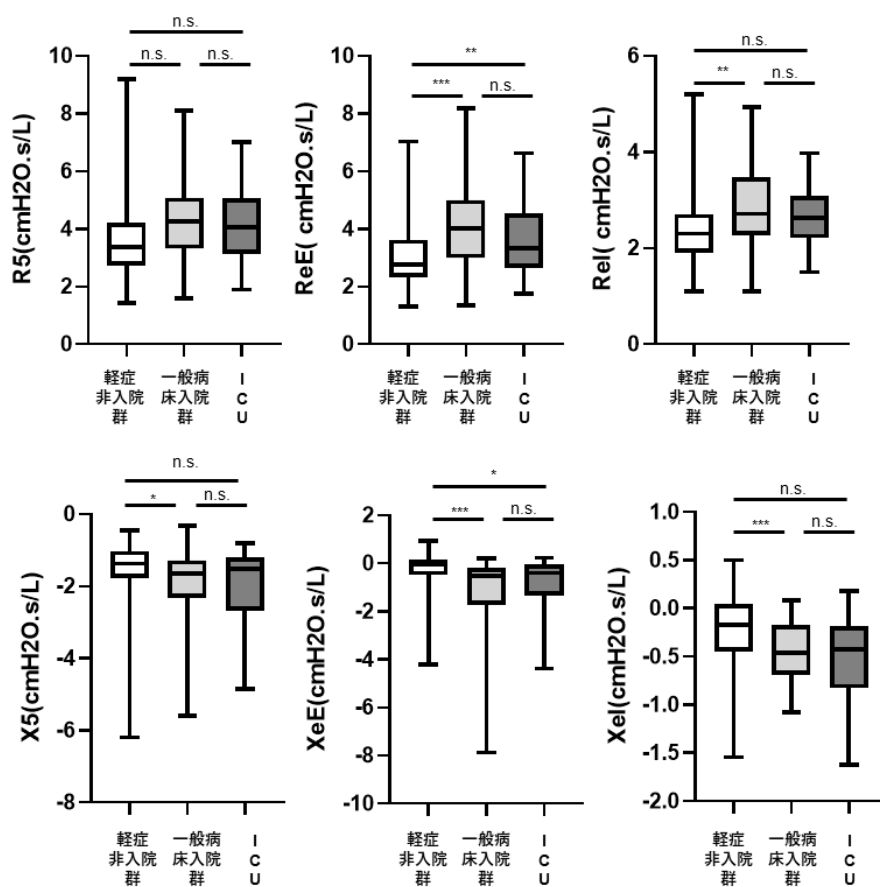 n.s.
n.s.
n.s.
R5(cmH2O.s/L)
10
8
6
4
2
0
軽症
非入院
群
一般病
床入院
群
I
C
U
**
***
n.s.
ReE( cmH2O.s/L)
10
8
6
4
2
0
軽症
非入院
群
一般病
床入院
群
I
C
U
n.s.
**
n.s.
ReI( cmH2O.s/L)
6
4
2
0
軽症
非入院
群
一般病
床入院
群
I
C
U
n.s.
*
n.s.
X5(cmH2O.s/L)
0
-2
-4
-6
-8
軽症
非入院
群
一般病
床入院
群
I
C
U
*
***
n.s.
XeE(cmH2O.s/L)
2
0
-2
-4
-6
-8
-10
軽症
非入院
群
一般病
床入院
群
I
C
U
n.s.
***
n.s.
XeI(cmH2O.s/L)
1.0
0.5
0.0
-0.5
-1.0
-1.5
-2.0
軽症
非入院
群
一般病
床入院
群
I
C
U